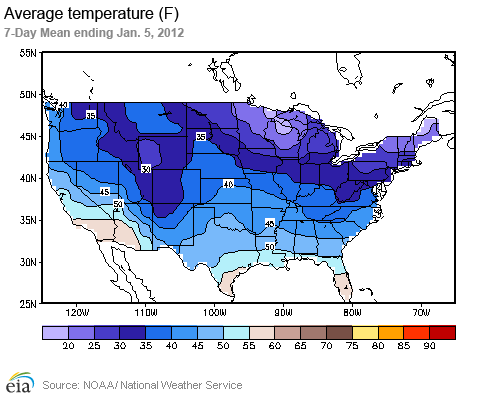 Average temperature (F)
7-Day Mean ending Jan. 5, 2012
55N
50N
45N
40N
35N
30N
25N
40
35
35
30
40
45
50
45
50
120W 110W 100W 90W 80W 70W
20 25 30 35 40 45 50 55 60 65 70 75 80 85 90
eia Source: NOAA/ National Weather Service